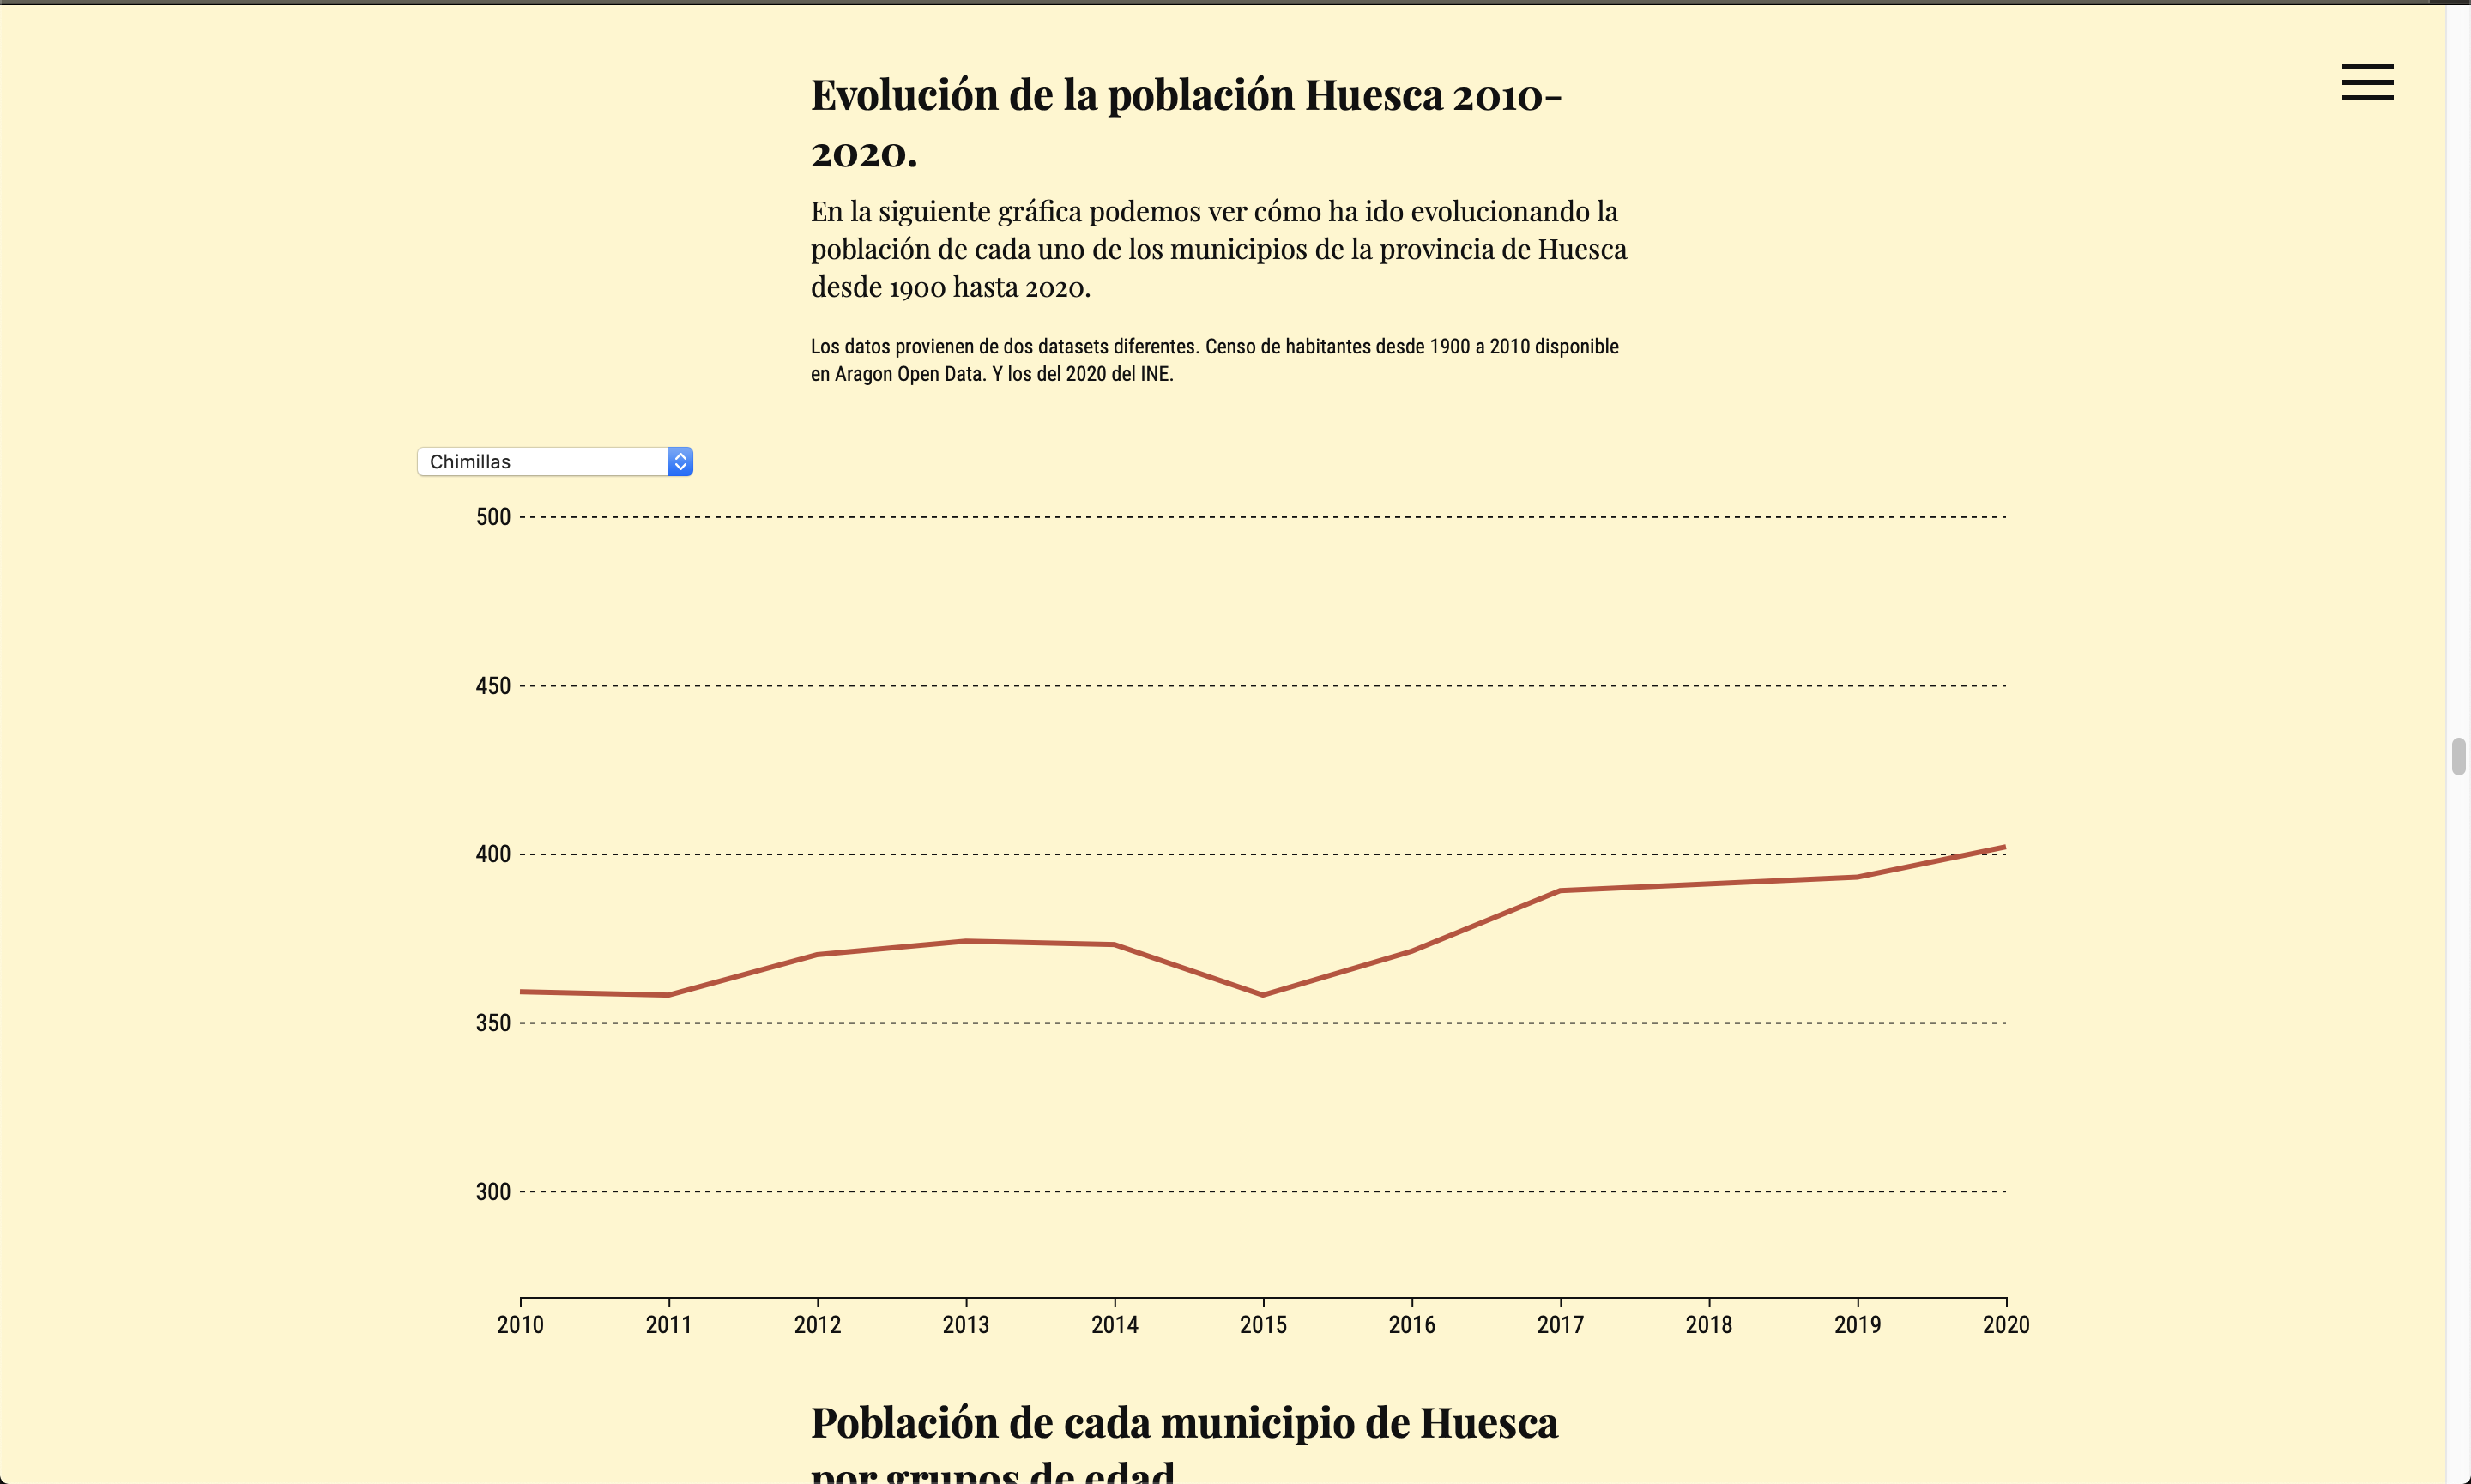 Evolución de la población Huesca 2010-
2020.
En la siguiente gráfica podemos ver cómo ha ido evolucionando la
población de cada uno de los municipios de la provincia de Huesca
desde 1900 hasta 2020.
Los datos provienen de dos datasets diferentes. Censo de habitantes desde 1900 a 2010 disponible
en Aragon Open Data. Y los del 2020 del INE.
Chimillas
500
450
400
350
300
2010 2011 2012 2013 2014 2015 2016 2017 2018 2019 2020
Población de cada municipio de Huesca
por grupos de edad